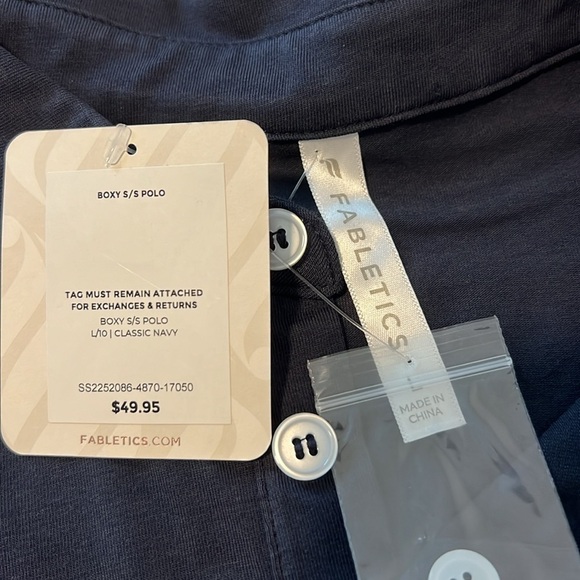 BOXY S/S POLO
TAG MUST REMAIN ATTACHED
FOR EXCHANGES & RETURNS
BOXY S/S POLO
L/10 | CLASSIC NAVY
SS2252086-4870-17050
$49.95
FABLETICS.COM
FABLETICS
L
MADE IN
CHINA